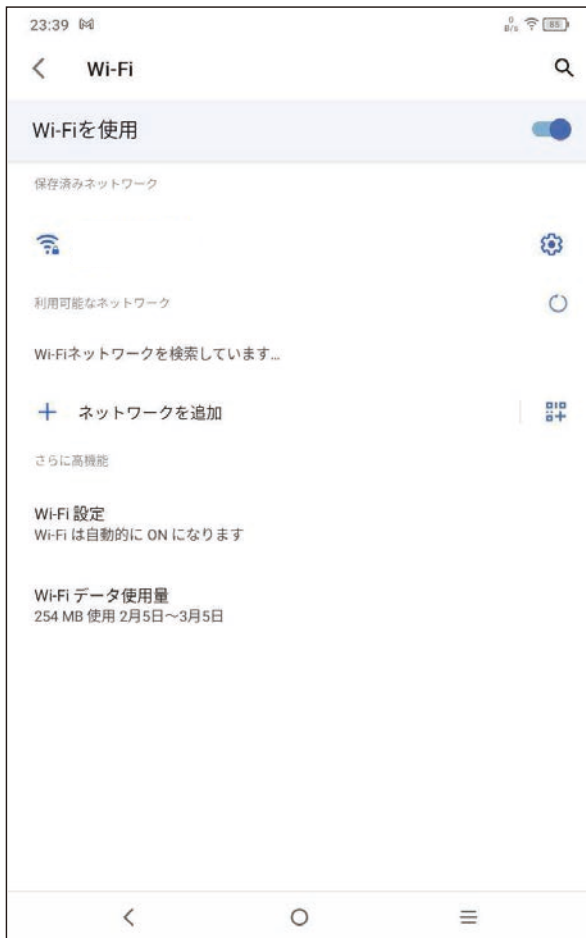 23:39
0
B/s
85
Wi-Fi
Wi-Fiを使用
保存済みネットワーク
利用可能なネットワーク
Wi-Fiネットワークを検索しています...
ネットワークを追加
さらに高機能
Wi-Fi 設定
Wi-Fi は自動的に ON になります
Wi-Fi データ使用量
254 MB 使用 2月5日～3月5日